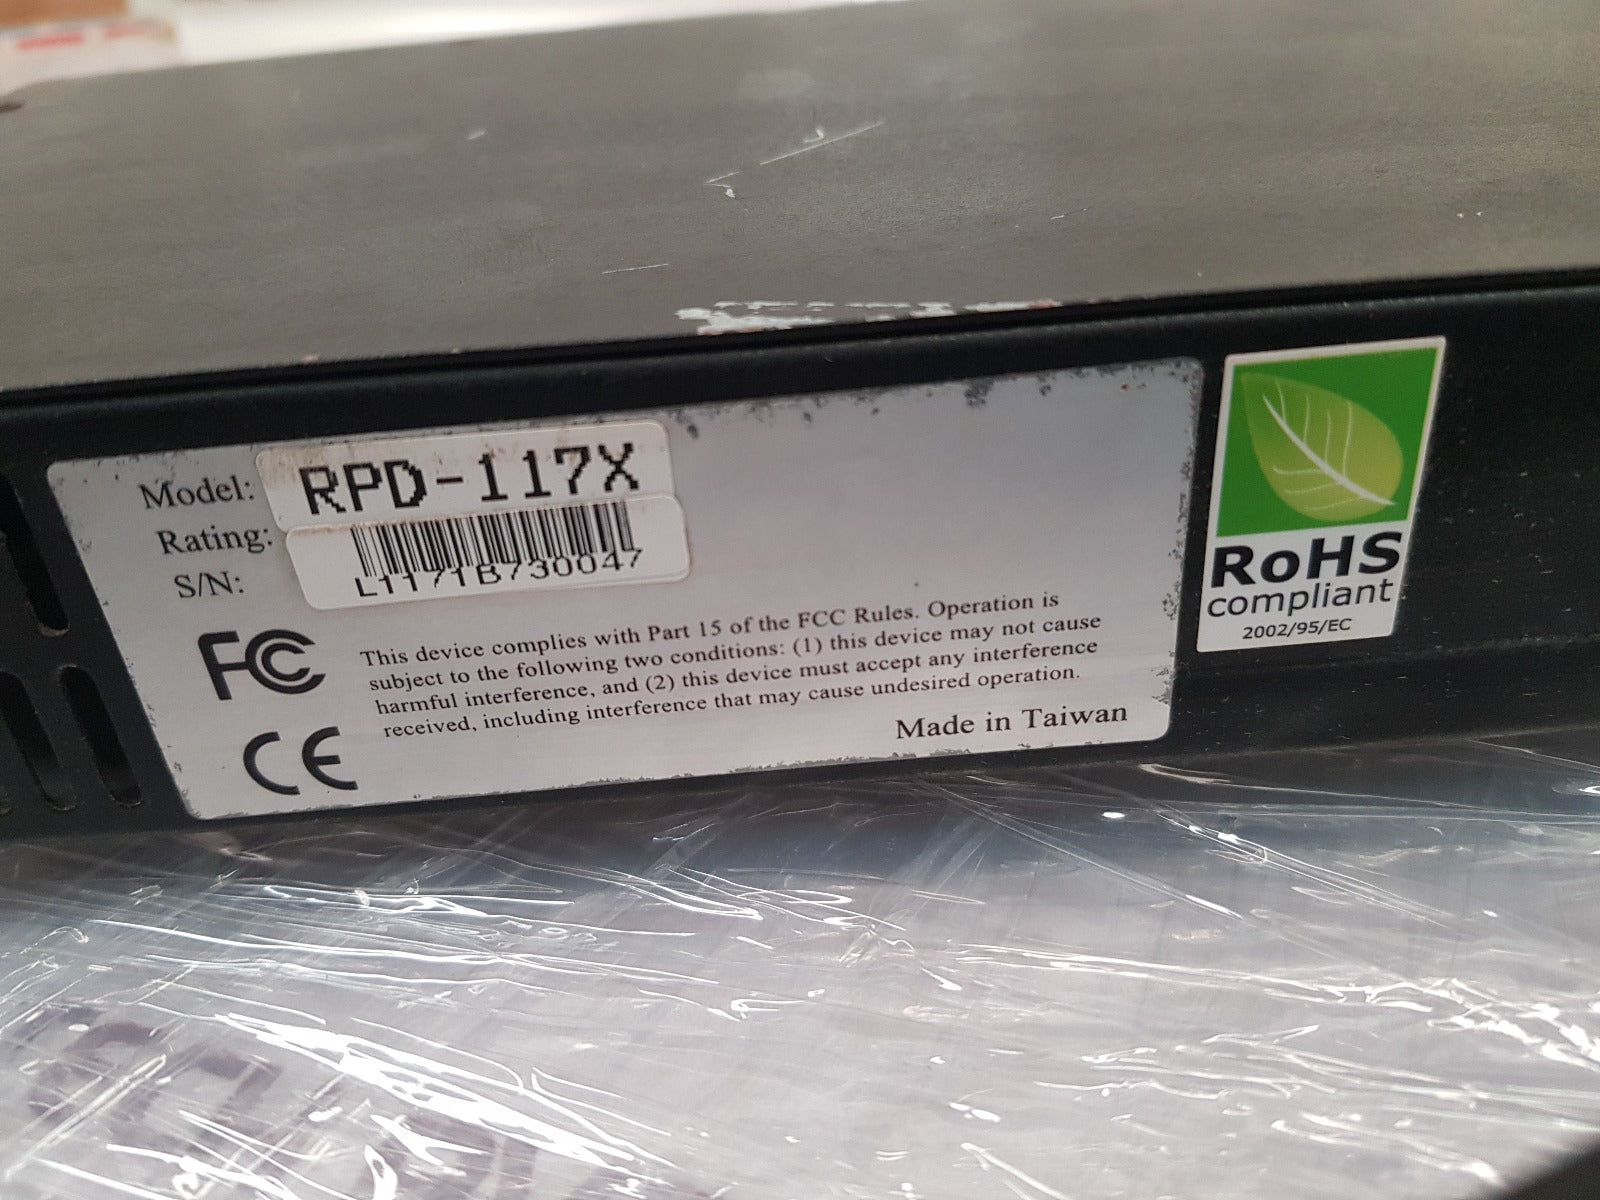 Model: RPD-117X
Rating:
S/N: L1171B730047
FC
CE
This device complies with Part 15 of the FCC Rules. Operation is
subject to the following two conditions: (1) this device may not cause
harmful interference, and (2) this device must accept any interference
received, including interference that may cause undesired operation.
Made in Taiwan
RoHS
compliant
2002/95/EC